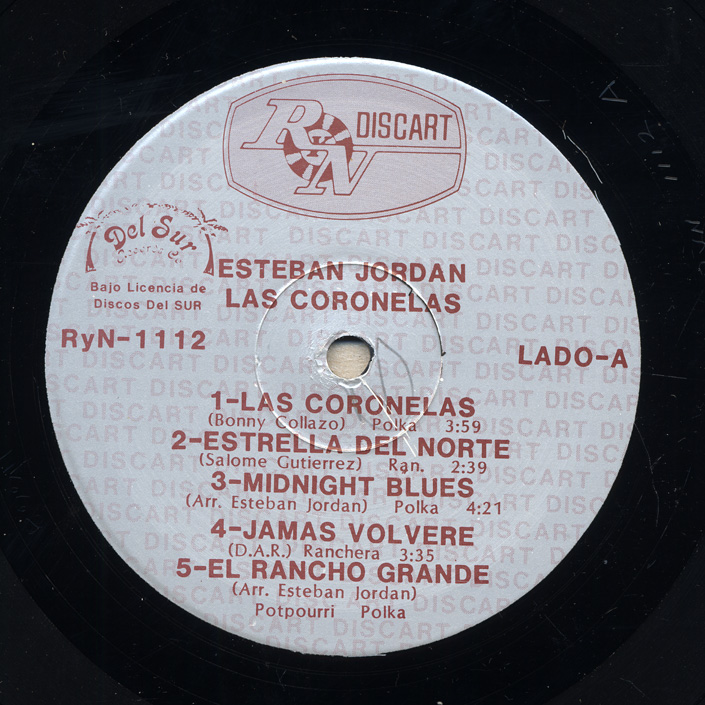 RN DISCART
Del Sur
Records Co.
Bajo Licencia de
Discos Del SUR
ESTEBAN JORDAN
LAS CORONELAS
RyN-1112
LADO-A
1-LAS CORONELAS
(Bonny Collazo) Polka 3:59
2-ESTRELLA DEL NORTE
(Salome Gutierrez) Ran. 2:39
3-MIDNIGHT BLUES
(Arr. Esteban Jordan) Polka 4:21
4-JAMAS VOLVERE
(D.A.R.) Ranchera 3:35
5-EL RANCHO GRANDE
(Arr. Esteban Jordan)
Potpourri Polka